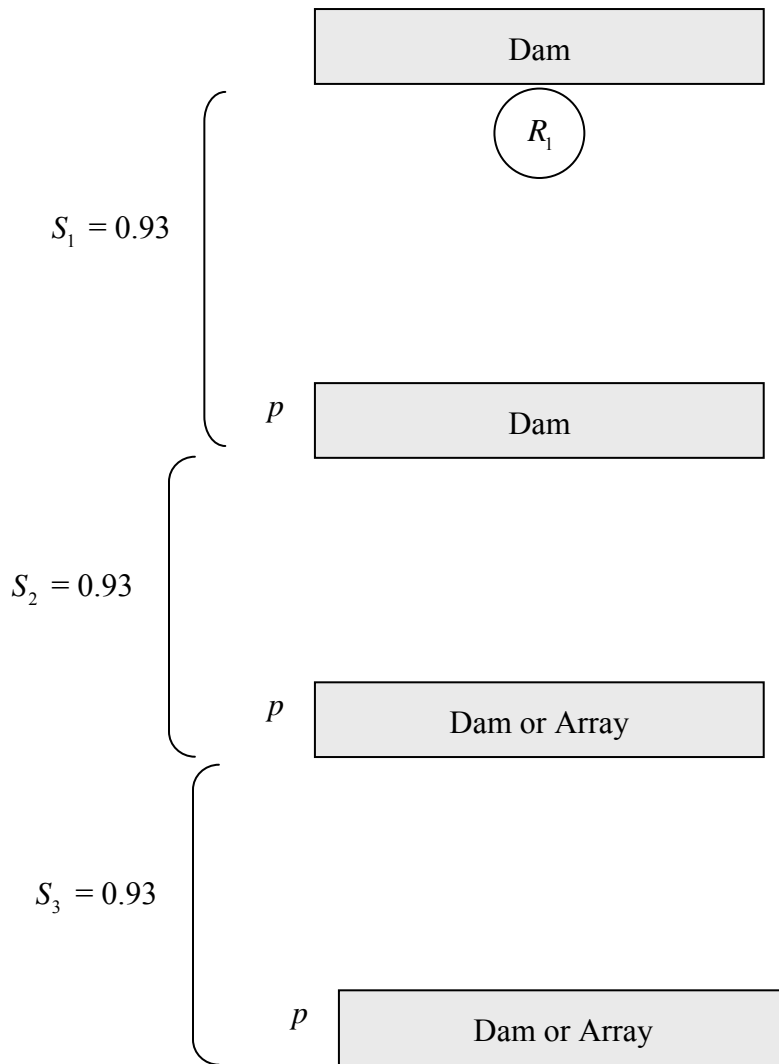 Dam
R₁
S₁ = 0.93
p
Dam
S₂ = 0.93
p
Dam or Array
S₃ = 0.93
p
Dam or Array